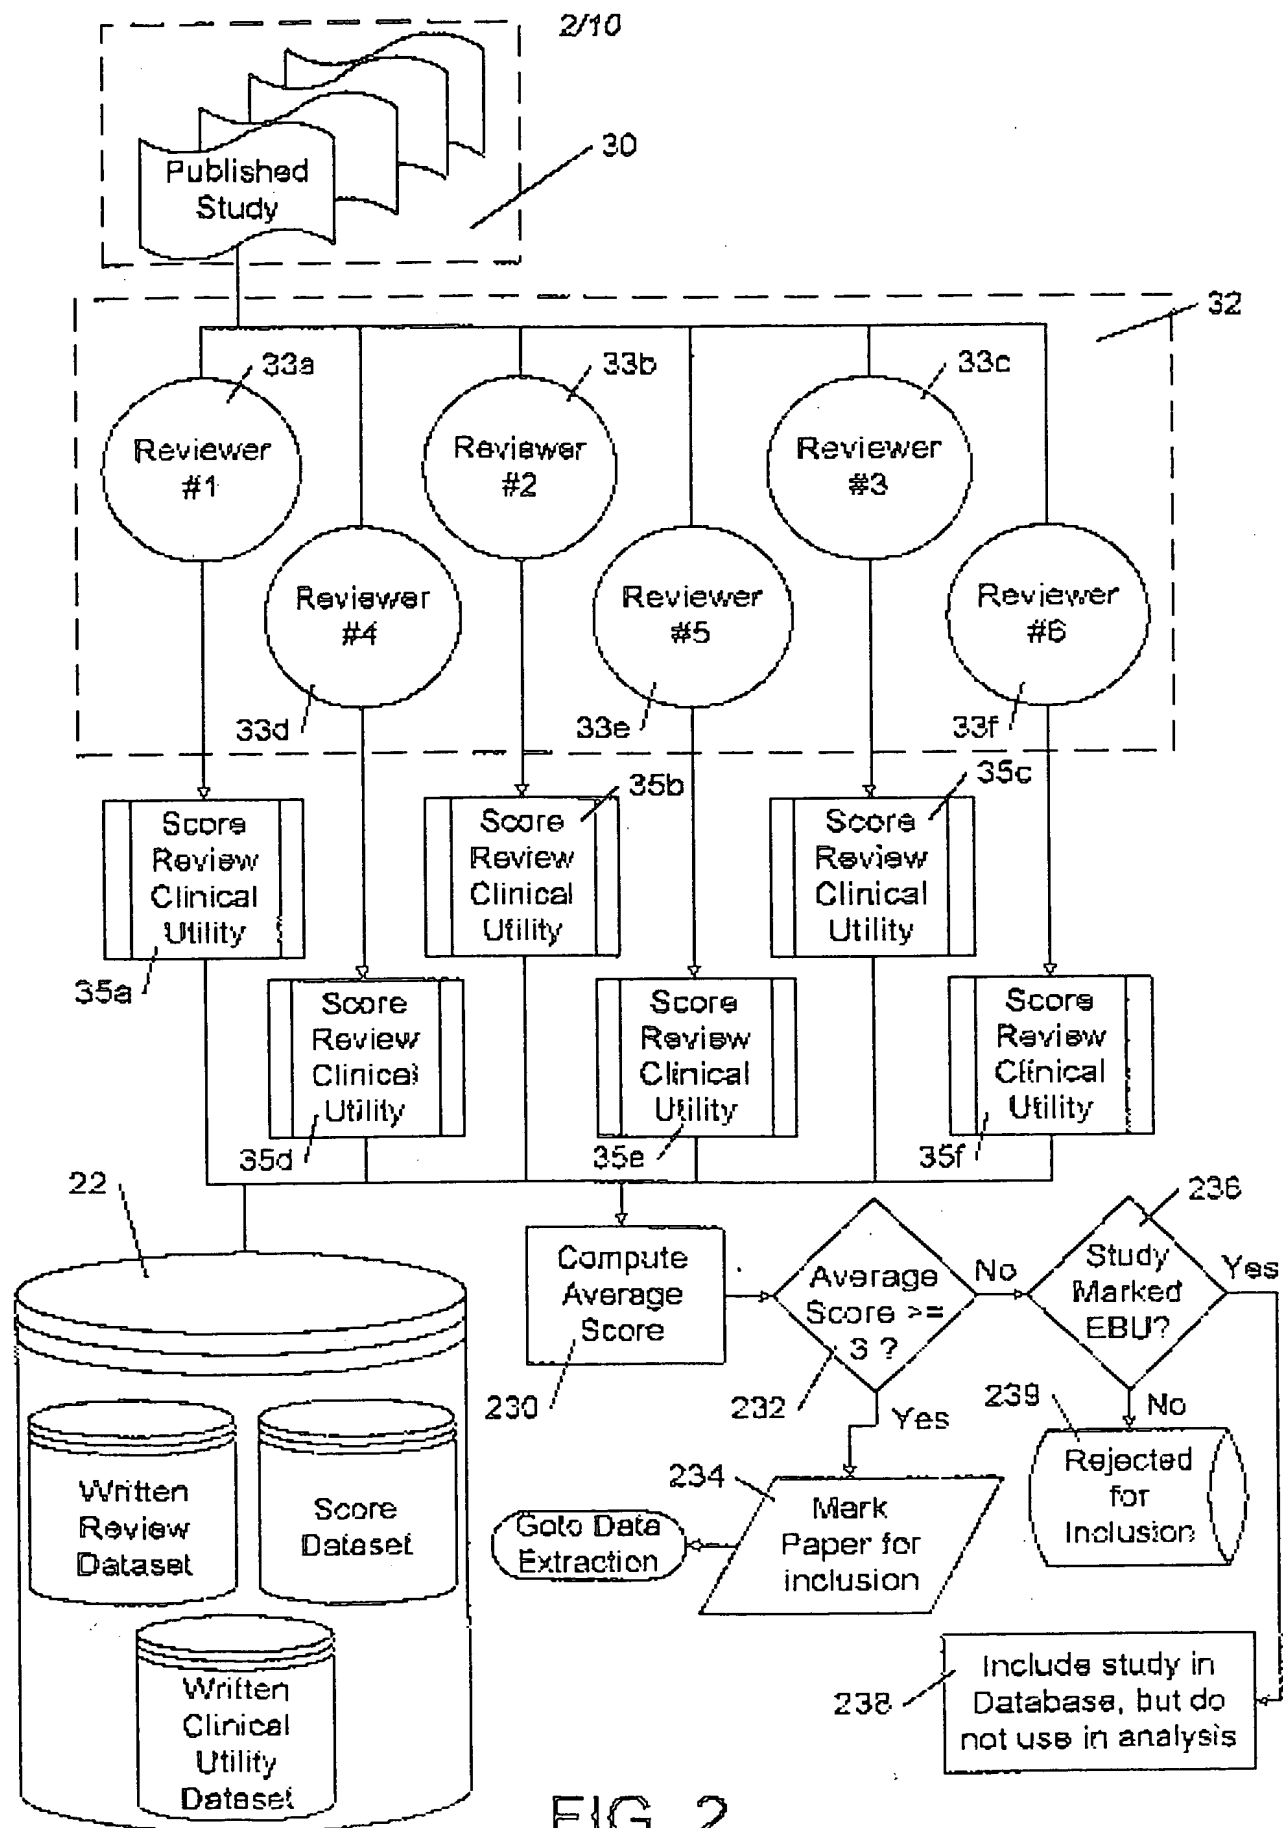 2/10
Published
Study
30
32
33a
33b
33c
Reviewer
#1
Reviewer
#2
Reviewer
#3
Reviewer
#4
Reviewer
#5
Reviewer
#6
33d
33e
33f
35b
35c
Score
Review
Clinical
Utility
Score
Review
Clinical
Utility
Score
Review
Clinical
Utility
35a
Score
Review
Clinical
Utility
Score
Review
Clinical
Utility
Score
Review
Clinical
Utility
35d
35e
35f
22
236
Compute
Average
Score
Average
Score >=
3 ?
No
Study
Marked
EBU?
Yes
230
232
Yes
239
No
Written
Review
Dataset
Score
Dataset
234
Goto Data
Extraction
Mark
Paper for
inclusion
Rejected
for
Inclusion
Written
Clinical
Utility
Dataset
238
Include study in
Database, but do
not use in analysis
FIG. 2